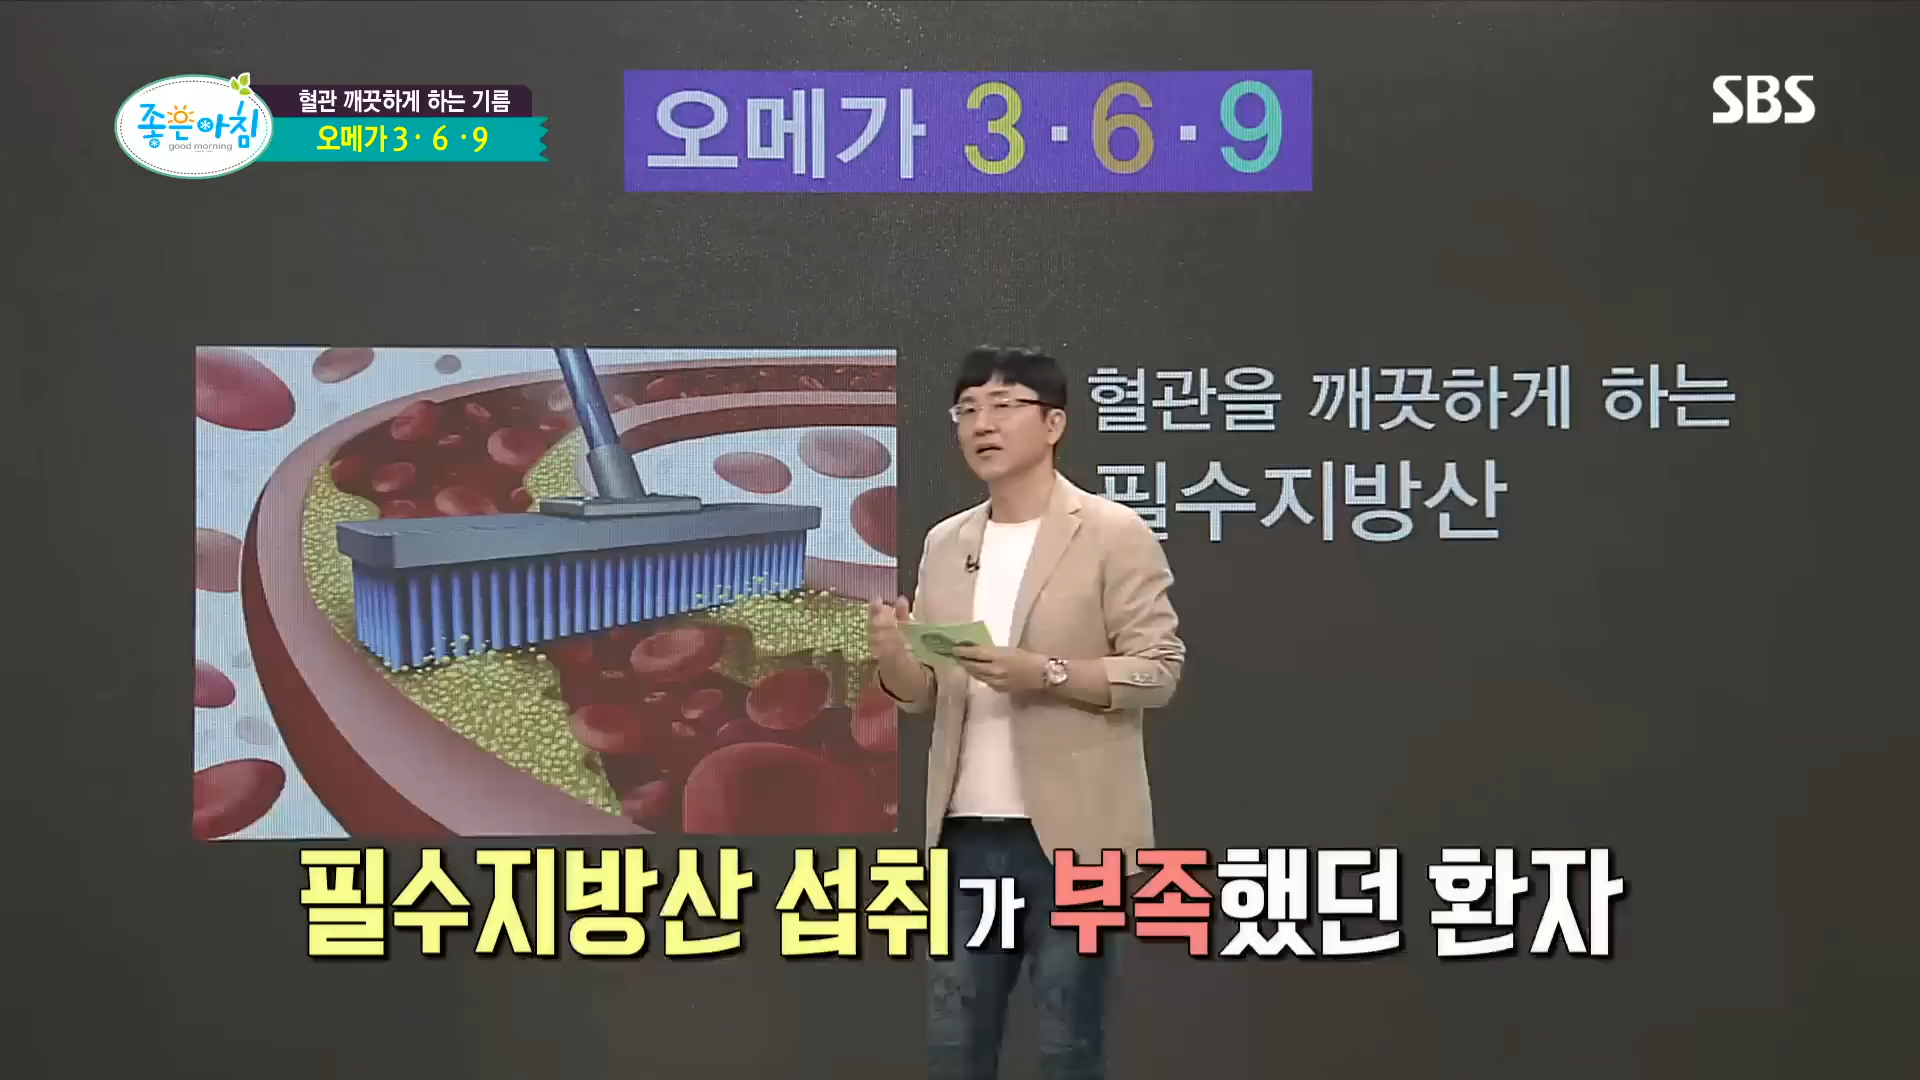 좋은아침
good morning
혈관 깨끗하게 하는 기름
오메가 3· 6 ·9
오메가 3·6·9
SBS
혈관을 깨끗하게 하는
필수지방산
필수지방산 섭취가 부족했던 환자